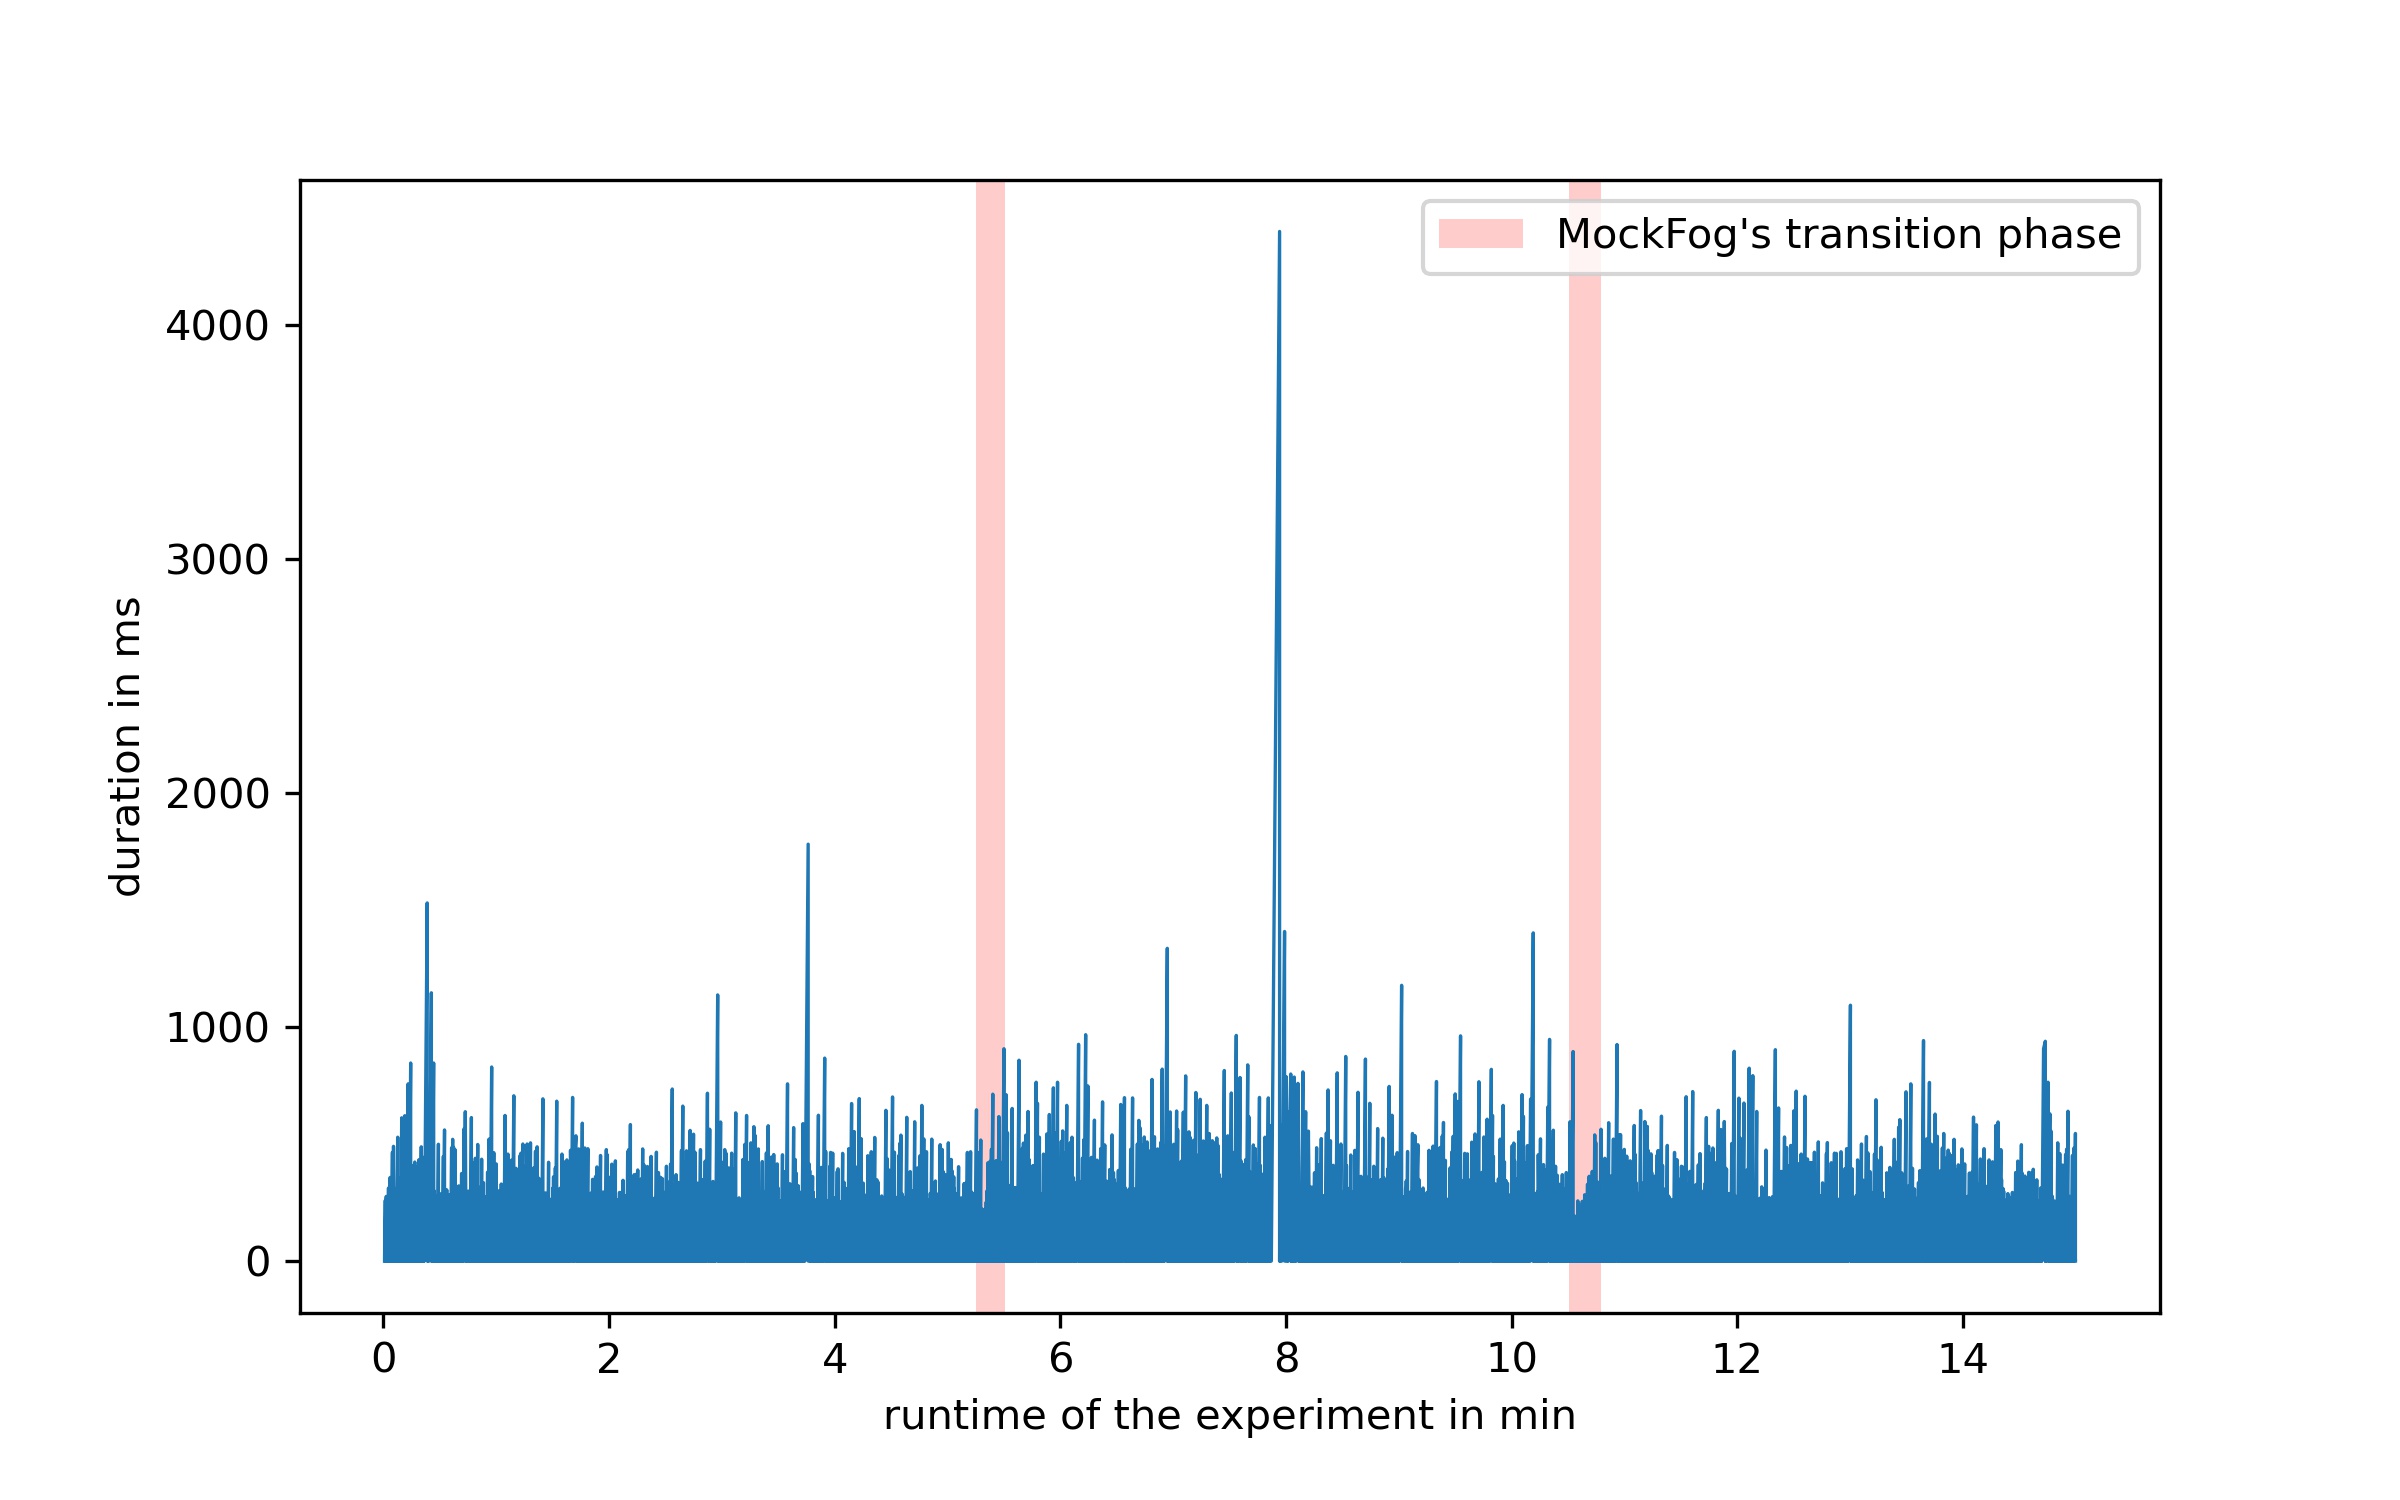 MockFog's transition phase
4000
3000
2000
1000
0
duration in ms
0 2 4 6 8 10 12 14
runtime of the experiment in min